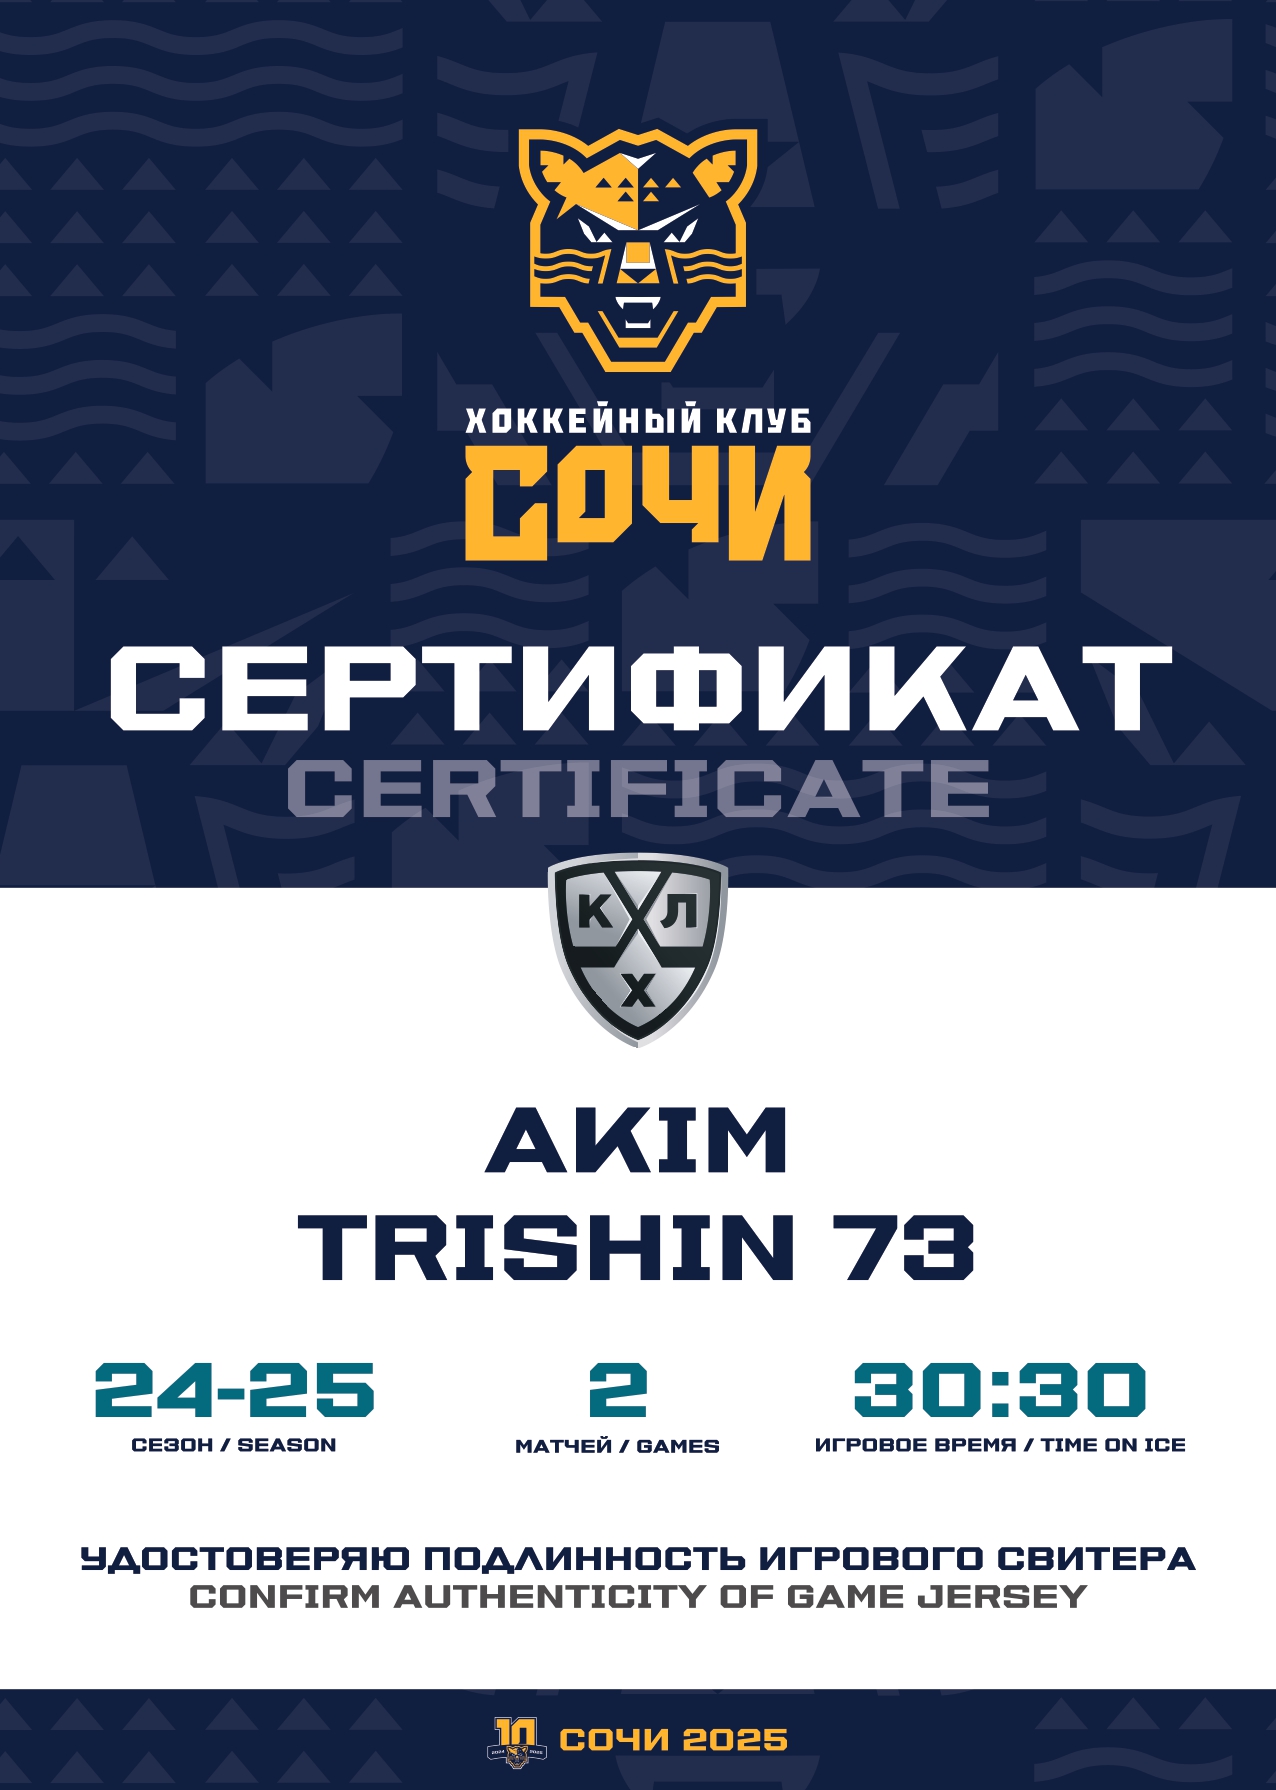 ХОККЕЙНЫЙ КЛУБ
СОЧИ
СЕРТИФИКАТ
CERTIFICATE
К Л
Х
AKIM
TRISHIN 73
24-25
2
30:30
СЕЗОН / SEASON
МАТЧЕЙ / GAMES
ИГРОВОЕ ВРЕМЯ / TIME ON ICE
УДОСТОВЕРЯЮ ПОДЛИННОСТЬ ИГРОВОГО СВИТЕРА
CONFIRM AUTHENTICITY OF GAME JERSEY
10
СОЧИ 2025